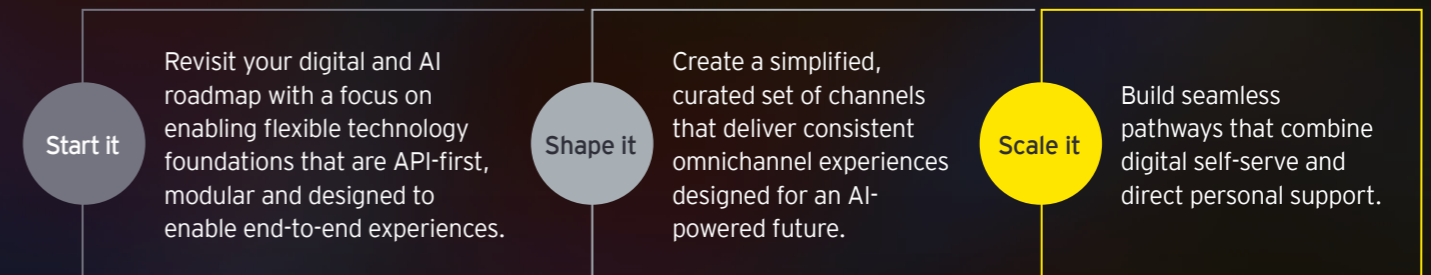 Start it
Revisit your digital and AI
roadmap with a focus on
enabling flexible technology
foundations that are API-first,
modular and designed to
enable end-to-end experiences.
Shape it
Create a simplified,
curated set of channels
that deliver consistent
omnichannel experiences
designed for an AI-
powered future.
Scale it
Build seamless
pathways that combine
digital self-serve and
direct personal support.